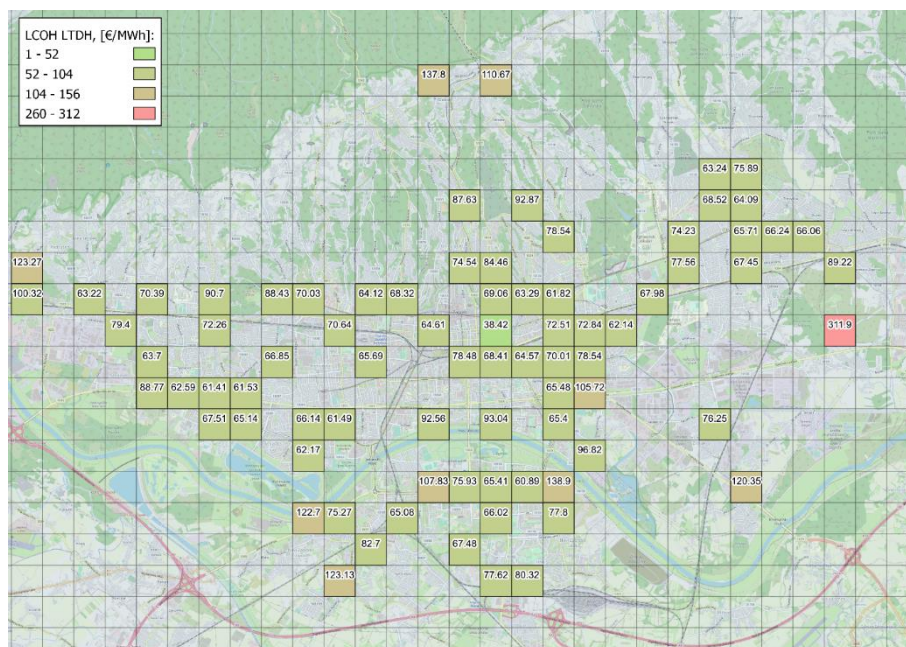 LCOH LTDH, [€/MWh]:
1 - 52
52 - 104
104 - 156
260 - 312
137.8 110.67
63.24 75.89
87.63 92.87 68.52 64.09
78.54 74.23 65.71 66.24 66.06
123.27 74.54 84.46 77.56 67.45 89.22
100.32 63.22 70.39 90.7 88.43 70.03 64.12 68.32 69.06 63.29 61.82 67.98
79.4 72.26 70.64 64.61 38.42 72.51 72.84 62.14 311.9
63.7 66.85 65.69 78.48 68.41 64.57 70.01 78.54
88.77 62.59 61.41 61.53 65.48 105.72
67.51 65.14 66.14 61.49 92.56 93.04 65.4 76.25
62.17 96.82
107.83 75.93 65.41 60.89 138.9 120.35
122.7 75.27 65.08 66.02 77.8
82.7 67.48
123.13 77.62 80.32